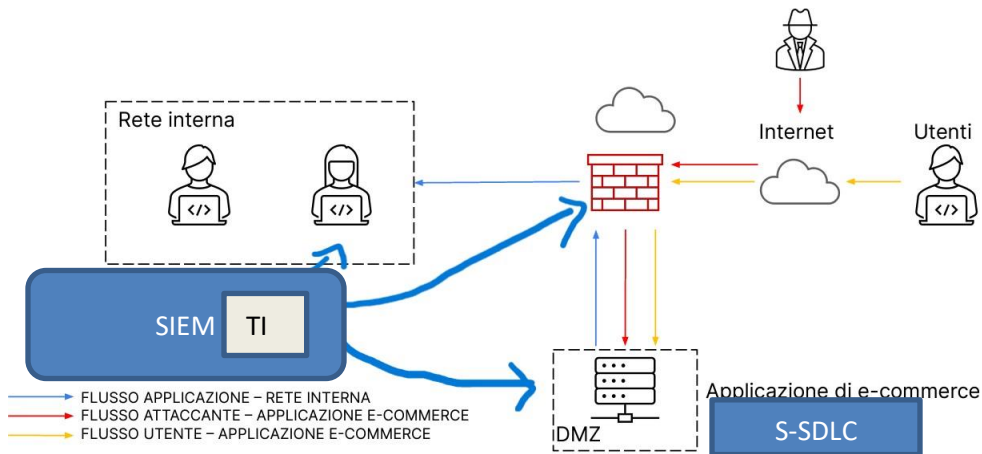 Rete interna
Internet
Utenti
</>
</>
</>
SIEM
TI
FLUSSO APPLICAZIONE – RETE INTERNA
FLUSSO ATTACCANTE – APPLICAZIONE E-COMMERCE
FLUSSO UTENTE – APPLICAZIONE E-COMMERCE
DMZ
Applicazione di e-commerce
S-SDLC